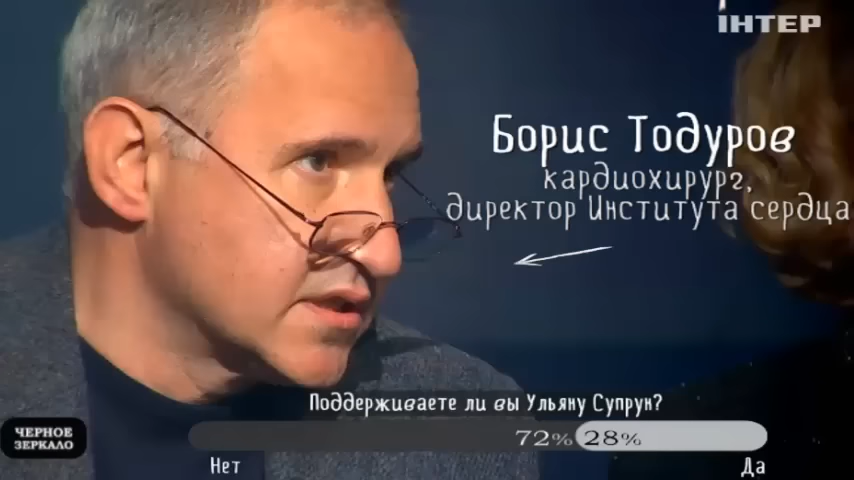 ІНТЕР
Борис Тодуров
кардиохирург,
директор Института сердца
Поддерживаете ли вы Ульяну Супрун?
ЧЕРНОЕ
ЗЕРКАЛО
72% 28%
Нет
Да